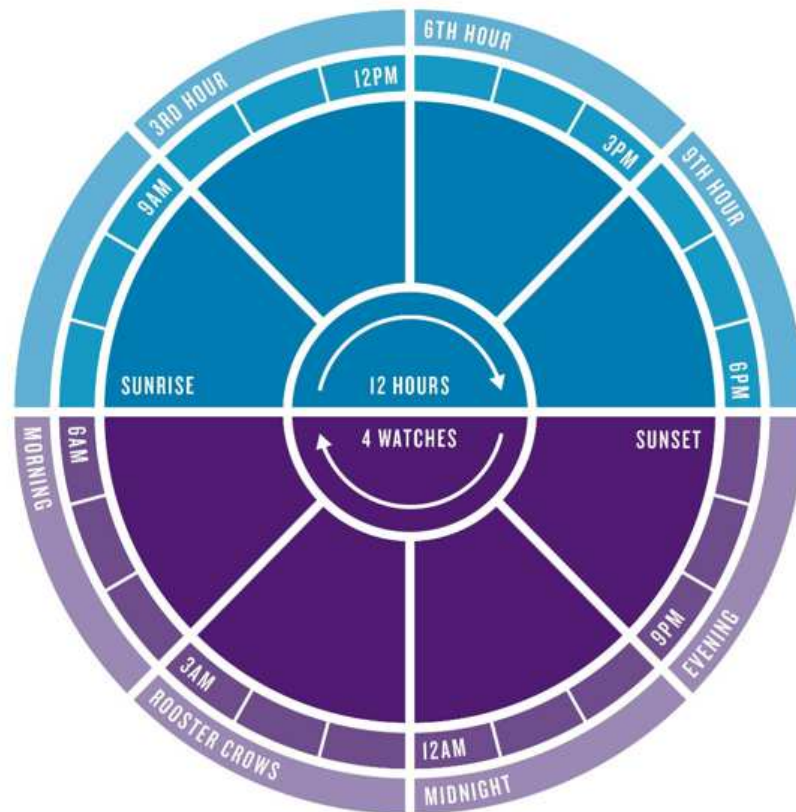 6TH HOUR
3RD HOUR
12PM
3PM
9TH HOUR
9AM
6PM
SUNRISE
12 HOURS
4 WATCHES
SUNSET
MORNING
6AM
9PM
EVENING
3AM
ROOSTER CROWS
12AM
MIDNIGHT